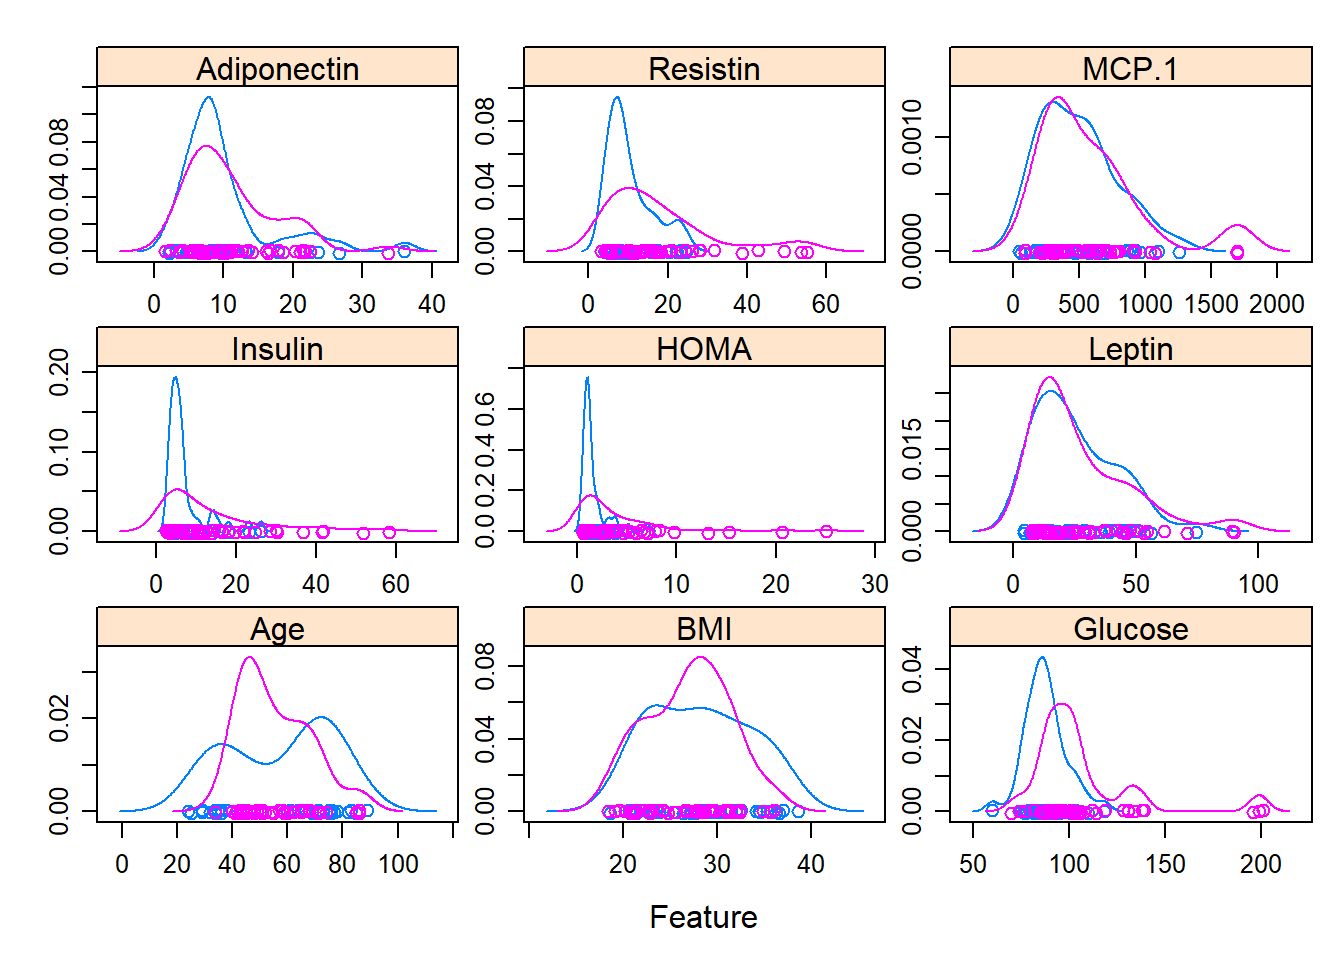 Adiponectin Resistin MCP.1
0.00 0.04 0.08 0.00 0.04 0.08 0.0000 0.0010
0 10 20 30 40 0 20 40 60 0 500 1000 1500 2000
Insulin HOMA Leptin
0.00 0.10 0.20 0.0 0.2 0.4 0.6 0.000 0.015
0 20 40 60 0 10 20 30 0 50 100
Age BMI Glucose
0.00 0.02 0.00 0.04 0.08 0.00 0.02 0.04
0 20 40 60 80 100 20 30 40 50 100 150 200
Feature